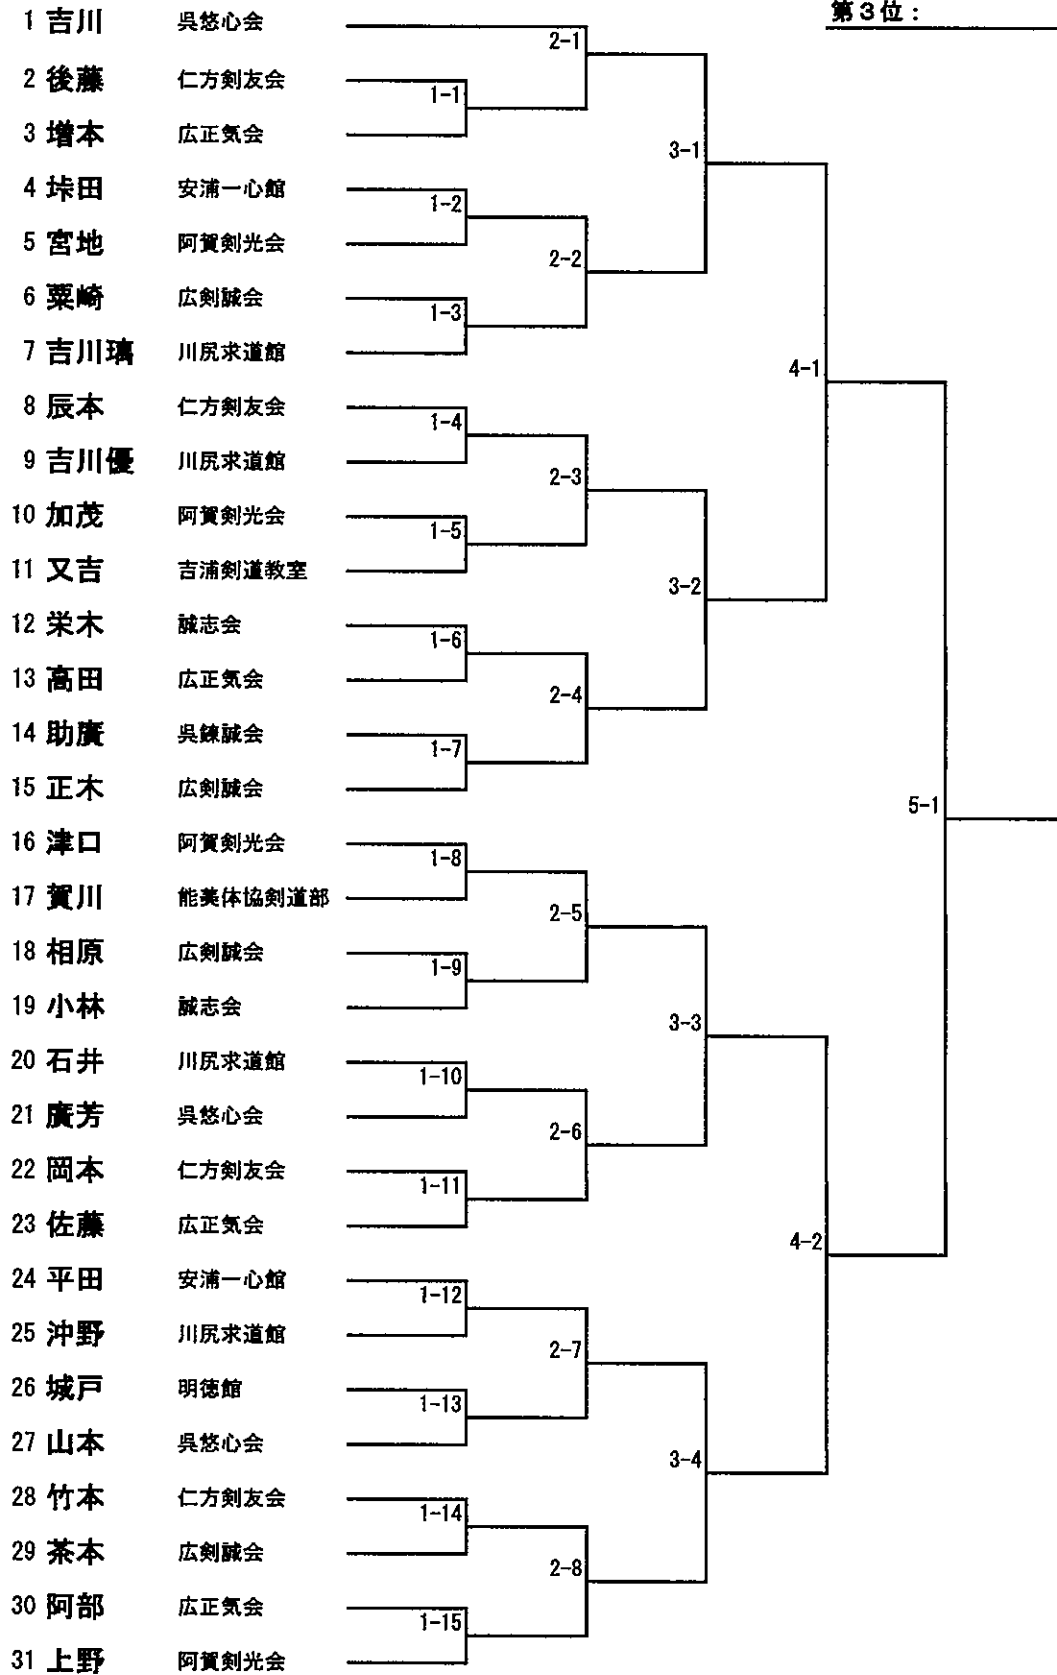 第３位：
1 吉川 呉悠心会
2 後藤 仁方剣友会
3 増本 広正気会
4 垰田 安浦一心館
5 宮地 阿賀剣光会
6 粟崎 広剣誠会
7 吉川璃 川尻求道館
8 辰本 仁方剣友会
9 吉川優 川尻求道館
10 加茂 阿賀剣光会
11 又吉 吉浦剣道教室
12 栄木 誠志会
13 高田 広正気会
14 助廣 呉錬誠会
15 正木 広剣誠会
16 津口 阿賀剣光会
17 賀川 能美体協剣道部
18 相原 広剣誠会
19 小林 誠志会
20 石井 川尻求道館
21 廣芳 呉悠心会
22 岡本 仁方剣友会
23 佐藤 広正気会
24 平田 安浦一心館
25 沖野 川尻求道館
26 城戸 明徳館
27 山本 呉悠心会
28 竹本 仁方剣友会
29 茶本 広剣誠会
30 阿部 広正気会
31 上野 阿賀剣光会
1-1
1-2
1-3
1-4
1-5
1-6
1-7
1-8
1-9
1-10
1-11
1-12
1-13
1-14
1-15
2-1
2-2
2-3
2-4
2-5
2-6
2-7
2-8
3-1
3-2
3-3
3-4
4-1
4-2
5-1